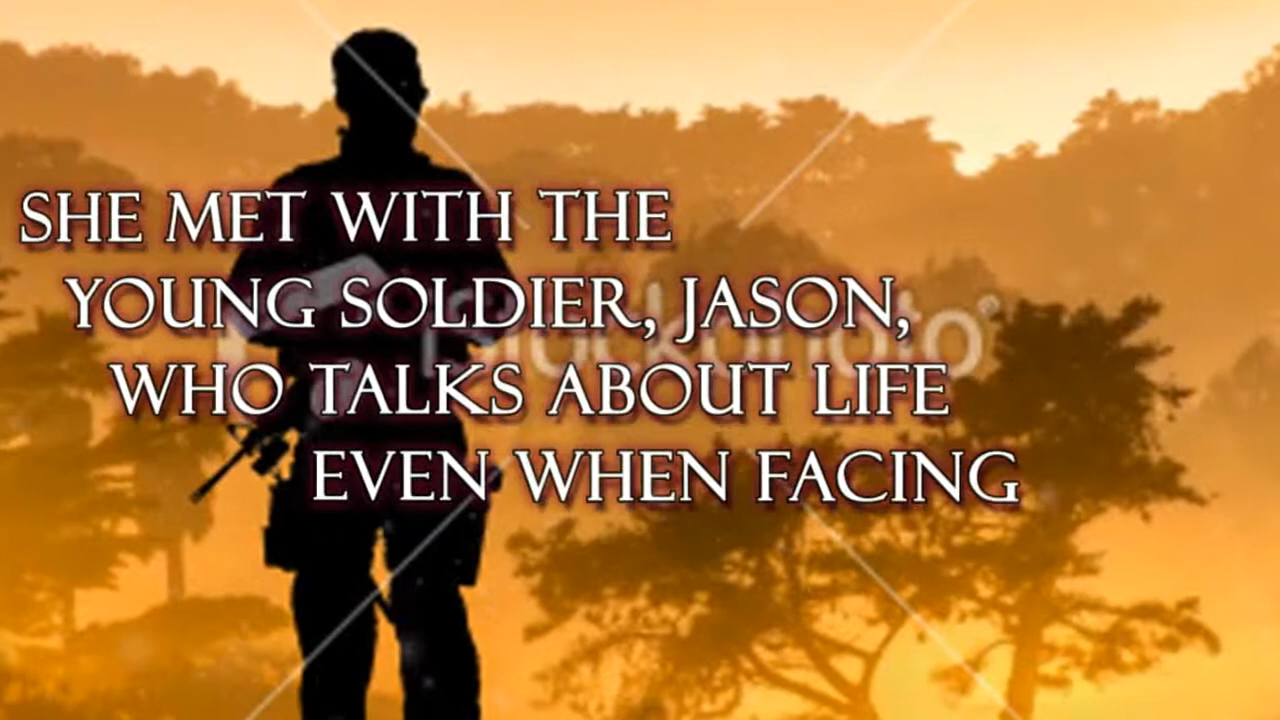 SHE MET WITH THE
YOUNG SOLDIER, JASON,
WHO TALKS ABOUT LIFE
EVEN WHEN FACING